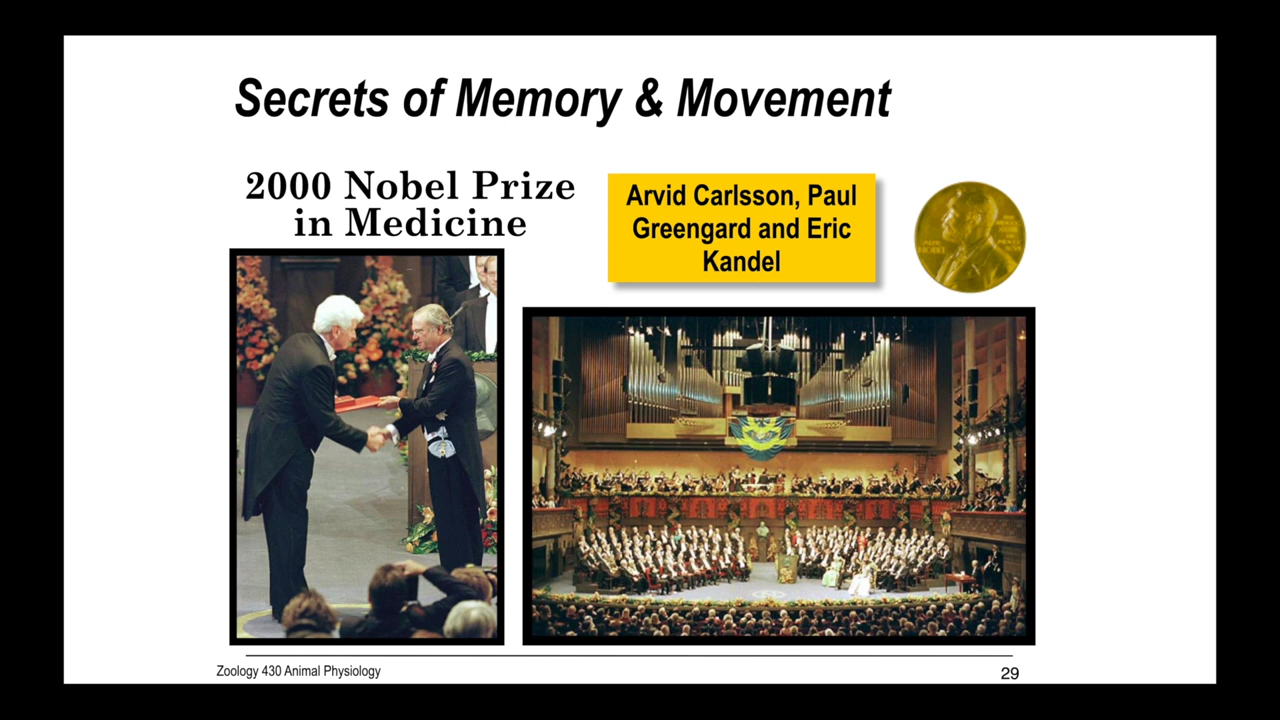 Secrets of Memory & Movement
2000 Nobel Prize
in Medicine
Arvid Carlsson, Paul
Greengard and Eric
Kandel
Zoology 430 Animal Physiology
29